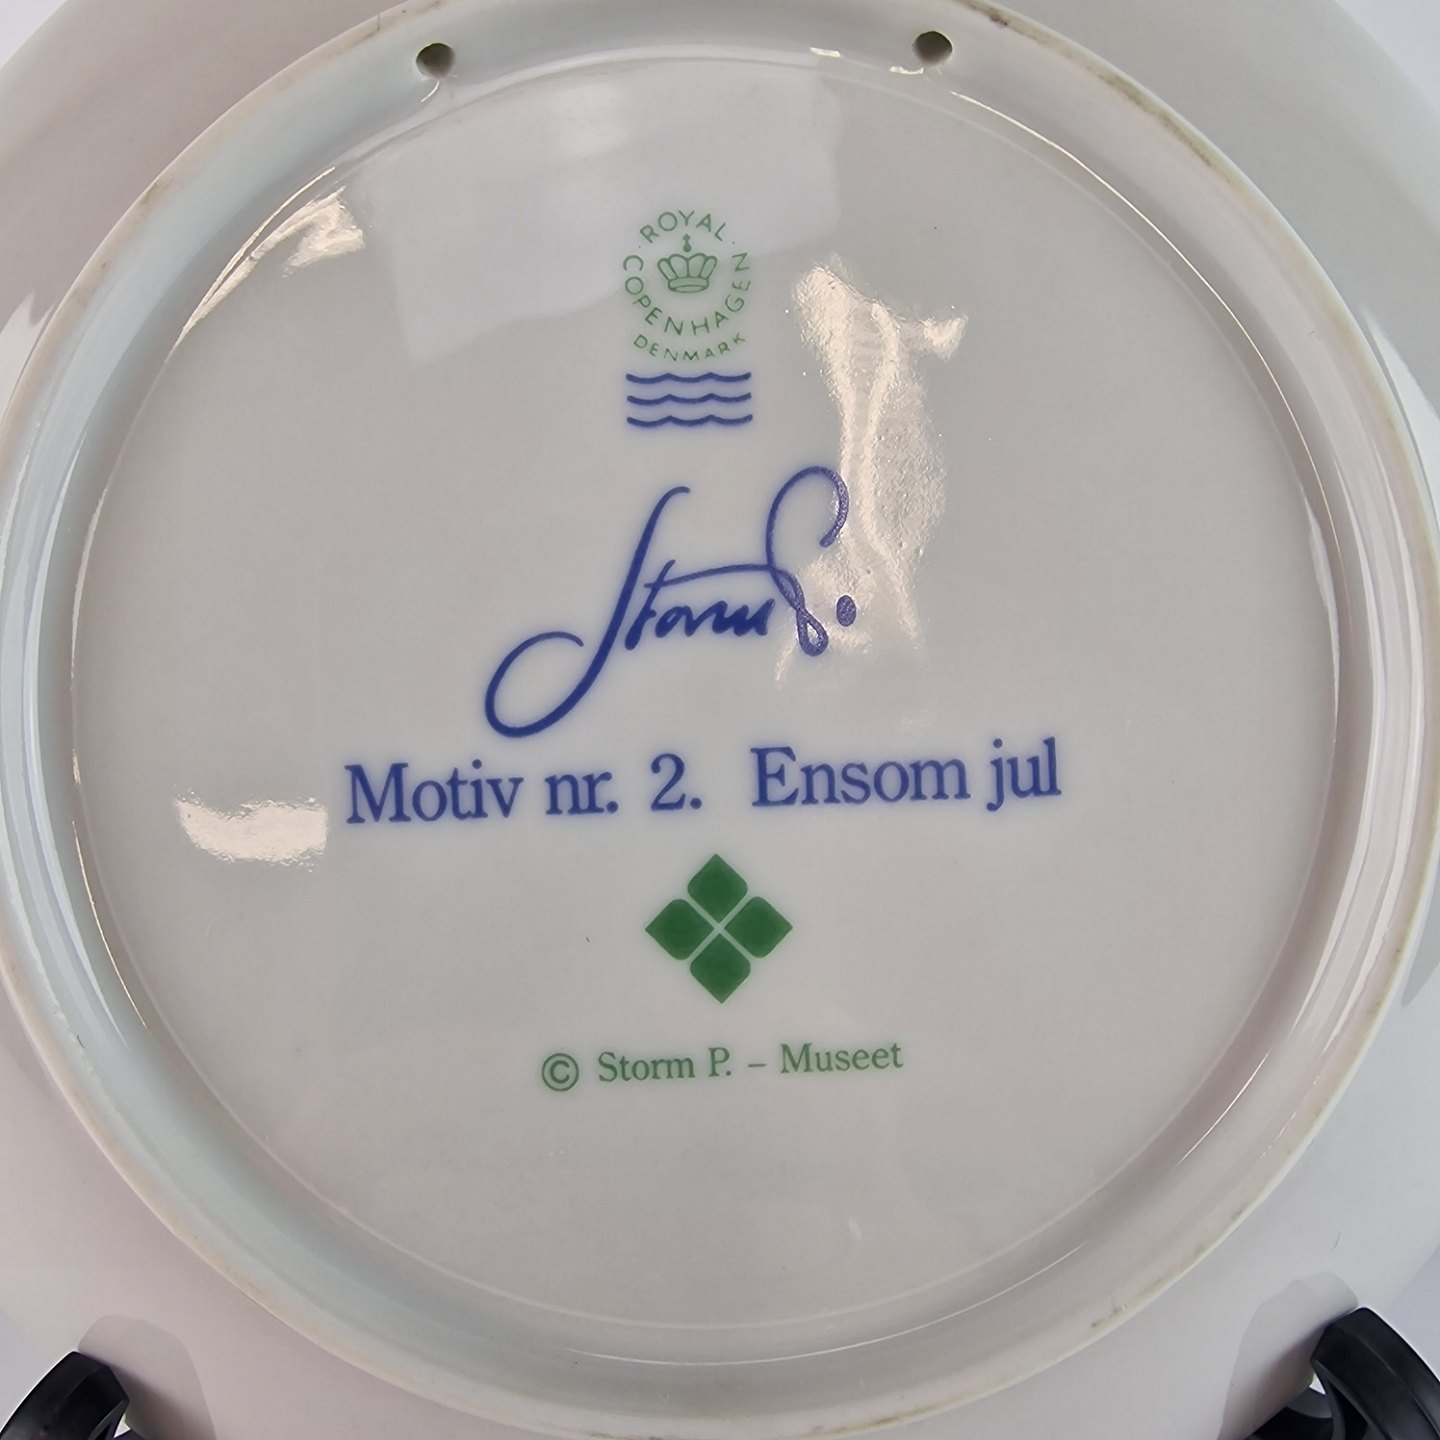 ROYAL
COPENHAGEN
DENMARK
Storm P.
Motiv nr. 2. Ensom jul
© Storm P. – Museet